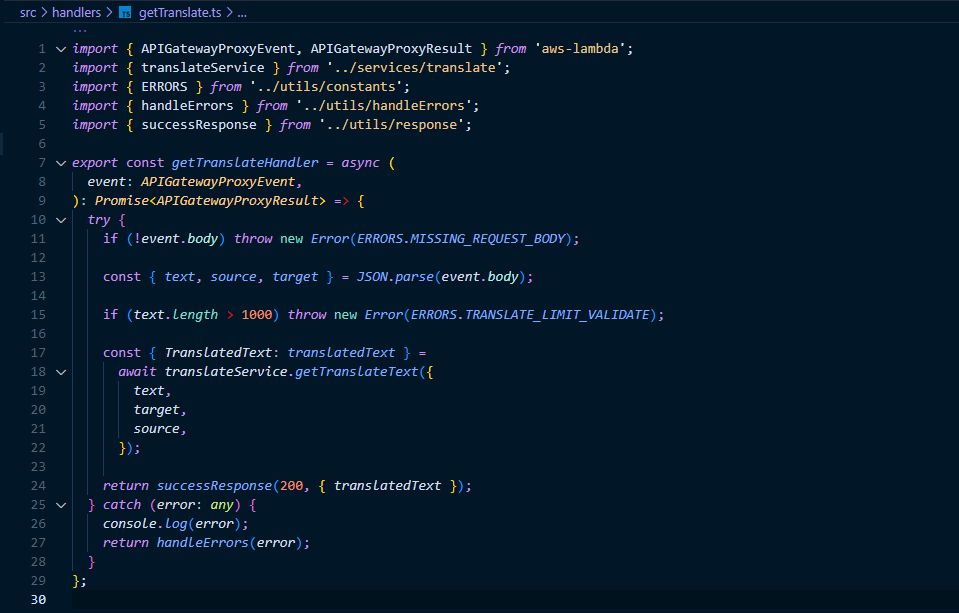 src > handlers > TS getTranslate.ts > ...
...
1 import { APIGatewayProxyEvent, APIGatewayProxyResult } from 'aws-lambda';
2 import { translateService } from '../services/translate';
3 import { ERRORS } from '../utils/constants';
4 import { handleErrors } from '../utils/handleErrors';
5 import { successResponse } from '../utils/response';
6
7 export const getTranslateHandler = async (
8   event: APIGatewayProxyEvent,
9 ): Promise<APIGatewayProxyResult> => {
10   try {
11     if (!event.body) throw new Error(ERRORS.MISSING_REQUEST_BODY);
12
13     const { text, source, target } = JSON.parse(event.body);
14
15     if (text.length > 1000) throw new Error(ERRORS.TRANSLATE_LIMIT_VALIDATE);
16
17     const { TranslatedText: translatedText } =
18       await translateService.getTranslateText({
19         text,
20         target,
21         source,
22       });
23
24     return successResponse(200, { translatedText });
25   } catch (error: any) {
26     console.log(error);
27     return handleErrors(error);
28   }
29 };
30